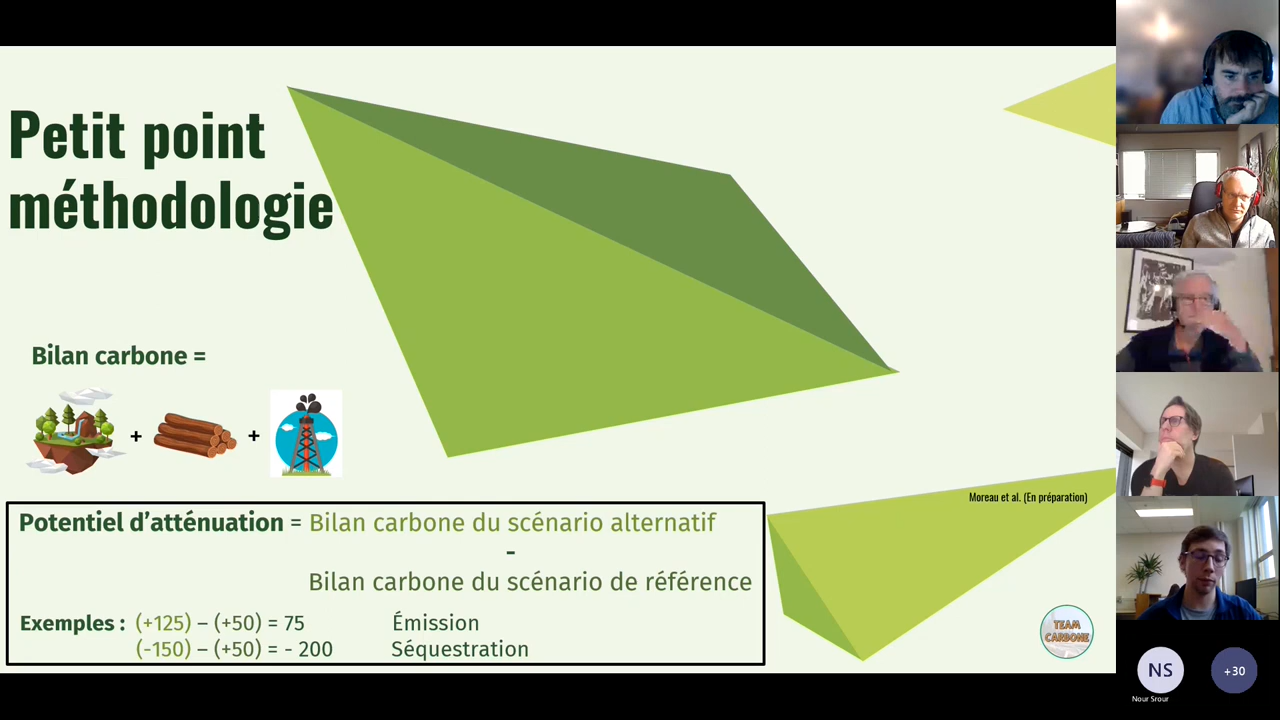 Petit point
méthodologie
Bilan carbone =
+ +
Moreau et al. (En préparation)
Potentiel d'atténuation = Bilan carbone du scénario alternatif
-
Bilan carbone du scénario de référence
Exemples : (+125) – (+50) = 75 Émission
(-150) – (+50) = - 200 Séquestration
TEAM
CARBONE
NS
+30
Nour Srour